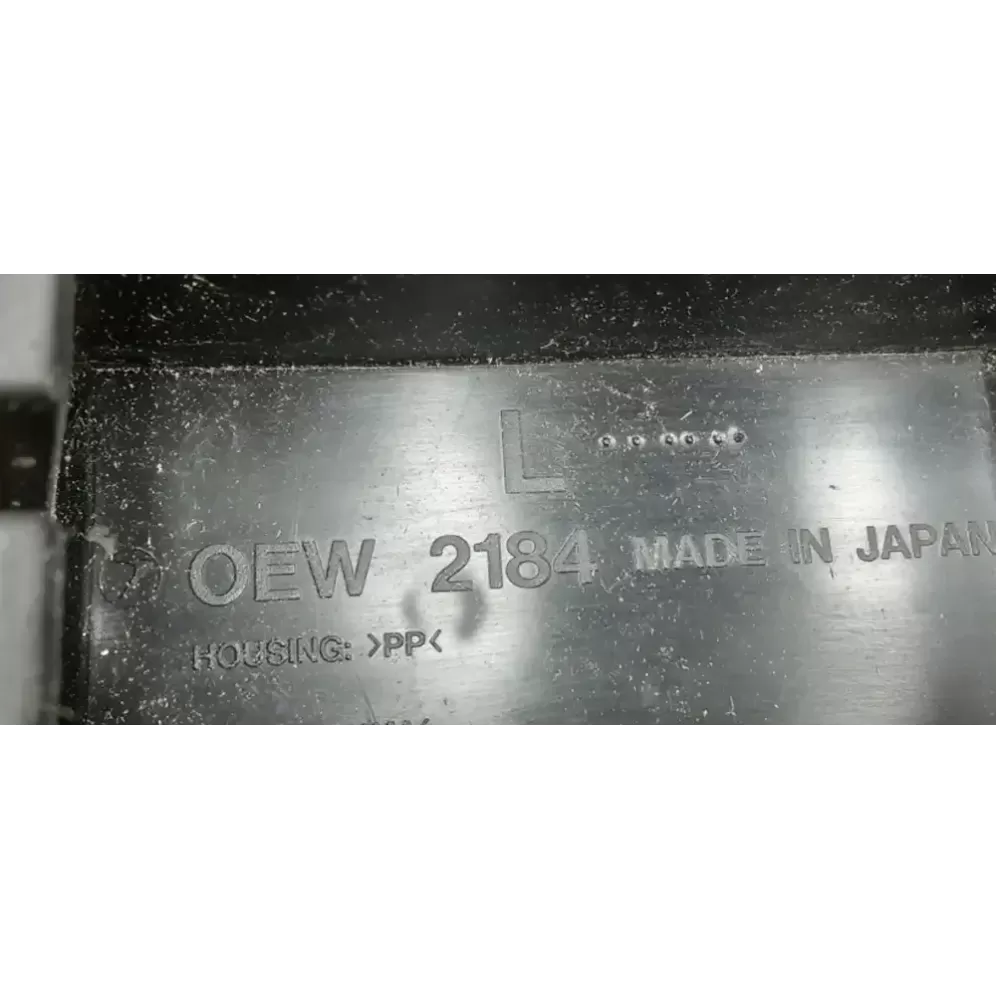 L
OEW 2184 MADE IN JAPAN
HOUSING: >PP<